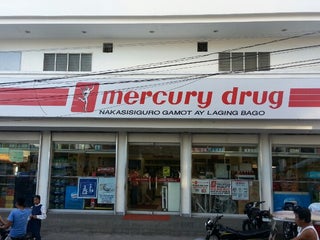 mercury drug
NAKASISIGURO GAMOT AY LAGING BAGO